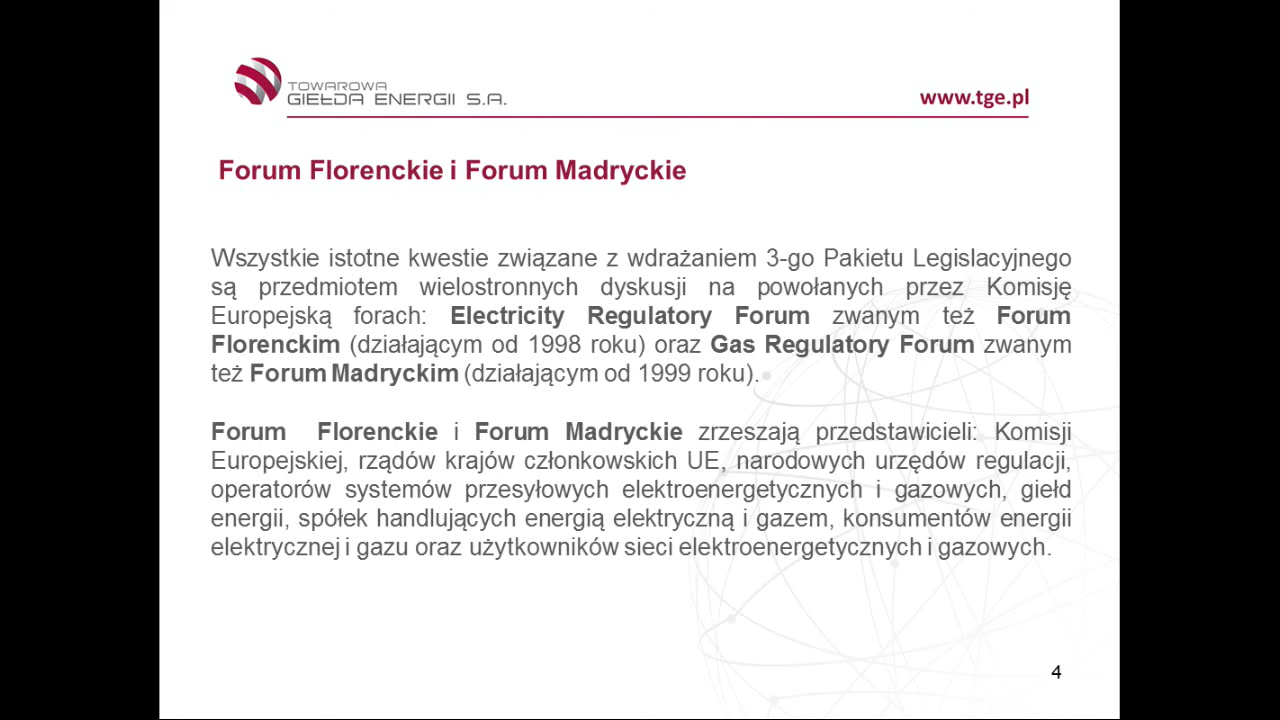 TOWAROWA
GIEŁDA ENERGII S.A.
www.tge.pl
Forum Florenckie i Forum Madryckie
Wszystkie istotne kwestie związane z wdrażaniem 3-go Pakietu Legislacyjnego
są przedmiotem wielostronnych dyskusji na powołanych przez Komisję
Europejską forach: Electricity Regulatory Forum zwanym też Forum
Florenckim (działającym od 1998 roku) oraz Gas Regulatory Forum zwanym
też Forum Madryckim (działającym od 1999 roku).
Forum Florenckie i Forum Madryckie zrzeszają przedstawicieli: Komisji
Europejskiej, rządów krajów członkowskich UE, narodowych urzędów regulacji,
operatorów systemów przesyłowych elektroenergetycznych i gazowych, giełd
energii, spółek handlujących energią elektryczną i gazem, konsumentów energii
elektrycznej i gazu oraz użytkowników sieci elektroenergetycznych i gazowych.
4